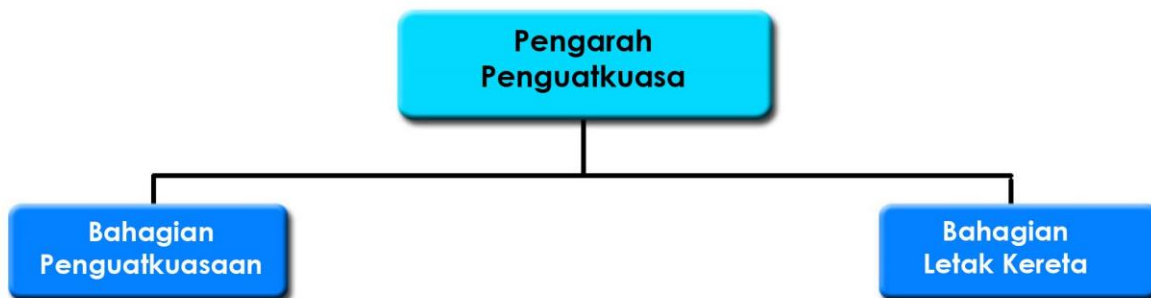 Pengarah
Penguatkuasa
Bahagian
Penguatkuasaan
Bahagian
Letak Kereta